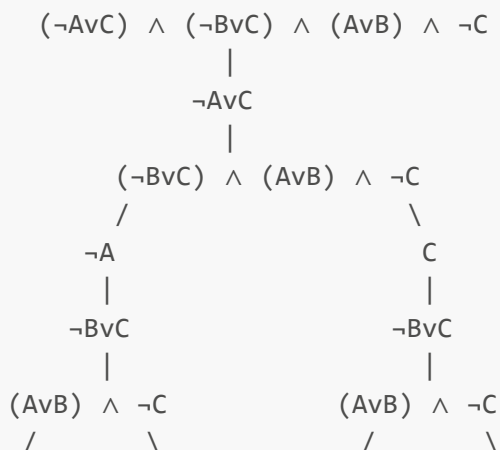 (¬AvC) ∧ (¬BvC) ∧ (AvB) ∧ ¬C
|
¬AvC
|
(¬BvC) ∧ (AvB) ∧ ¬C
/ \
¬A C
| |
¬BvC ¬BvC
| |
(AvB) ∧ ¬C (AvB) ∧ ¬C
/ \ / \